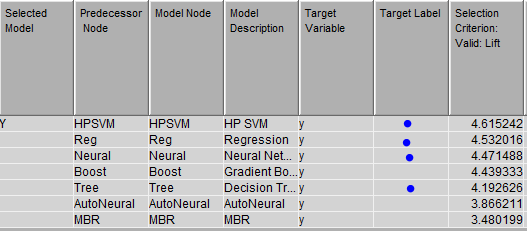 Selected Model Predecessor Node Model Node Model Description Target Variable Target Label Selection Criterion: Valid: Lift
Y HPSVM HPSVM HP SVM y 4.615242
Reg Reg Regression y 4.532016
Neural Neural Neural Net... y 4.471488
Boost Boost Gradient Bo... y 4.439333
Tree Tree Decision Tr... y 4.192626
AutoNeural AutoNeural AutoNeural y 3.866211
MBR MBR MBR y 3.480199